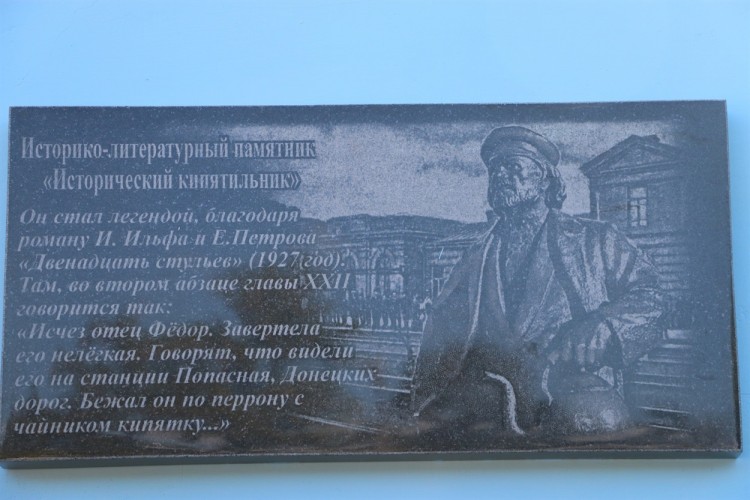 Историко-литературный памятник
«Исторический кипятильник»
Он стал легендой, благодаря
роману И. Ильфа и Е.Петрова
«Двенадцать стульев» (1927 год).
Там, во втором абзаце главы XXII
говорится так:
«Исчез отец Фёдор. Завертела
его нелёгкая. Говорят, что видели
его на станции Попасная, Донецких
дорог. Бежал он по перрону с
чайником кипятку...»